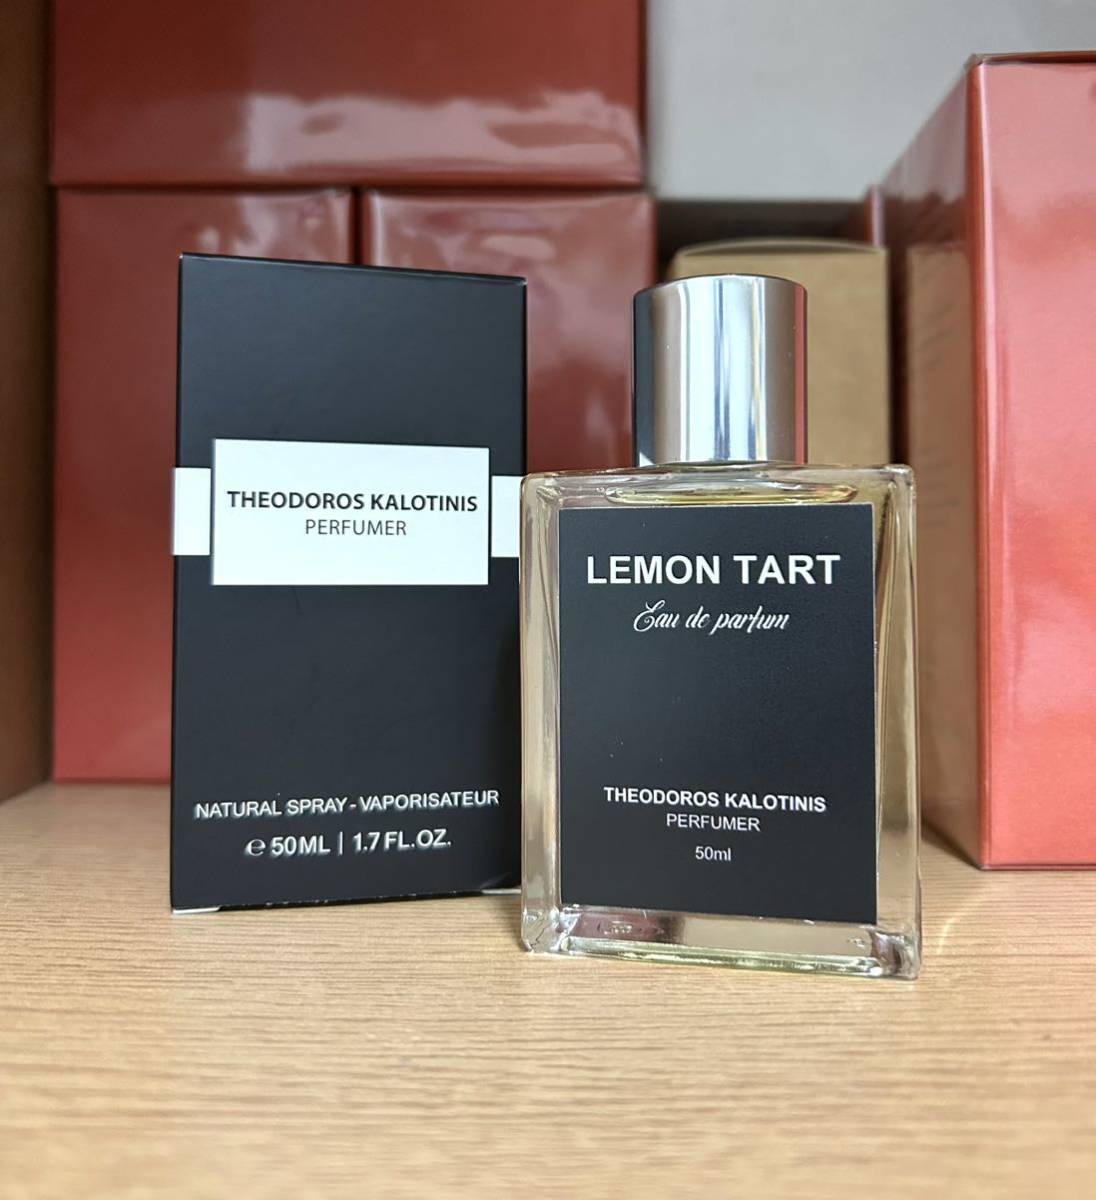 THEODOROS KALOTINIS
PERFUMER
NATURAL SPRAY - VAPORISATEUR
℮ 50ML | 1.7 FL.OZ.
LEMON TART
Eau de parfum
THEODOROS KALOTINIS
PERFUMER
50ml